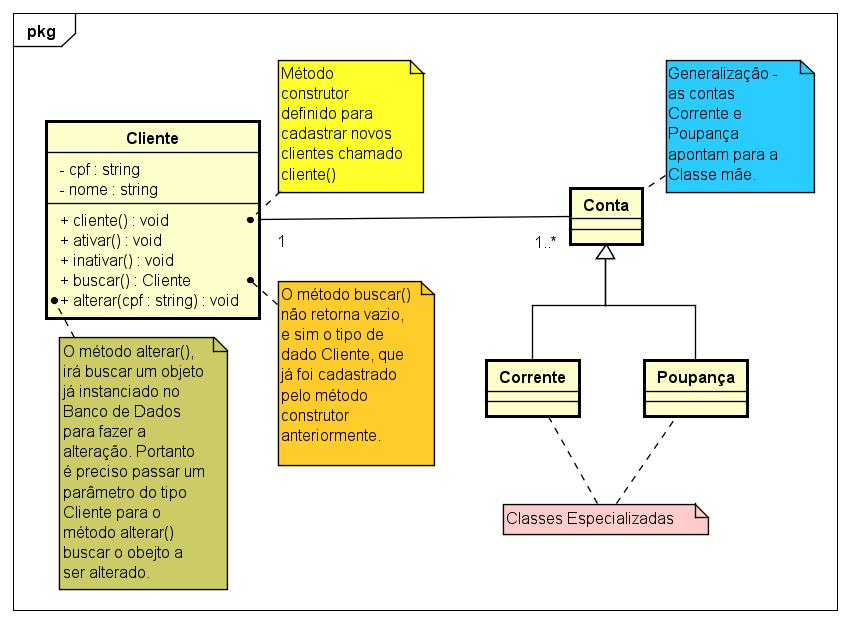 pkg
Cliente
- cpf : string
- nome : string
+ cliente() : void
+ ativar() : void
+ inativar() : void
+ buscar() : Cliente
+ alterar(cpf : string) : void
Método
construtor
definido para
cadastrar novos
clientes chamado
cliente()
Generalização -
as contas
Corrente e
Poupança
apontam para a
Classe mãe.
Conta
1
1..*
O método buscar()
não retorna vazio,
e sim o tipo de
dado Cliente, que
já foi cadastrado
pelo método
construtor
anteriormente.
O método alterar(),
irá buscar um objeto
já instanciado no
Banco de Dados
para fazer a
alteração. Portanto
é preciso passar um
parâmetro do tipo
Cliente para o
método alterar()
buscar o obejto a
ser alterado.
Corrente
Poupança
Classes Especializadas